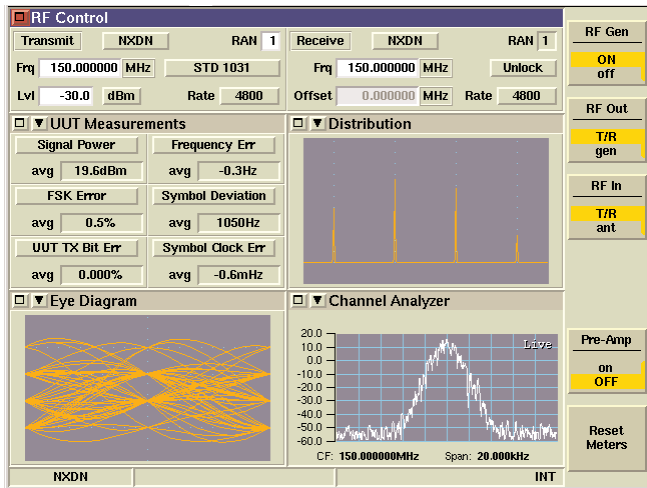 RF Control
Transmit NXDN RAN 1
Frq 150.000000 MHz STD 1031
Lvl -30.0 dBm Rate 4800
Receive NXDN RAN 1
Frq 150.000000 MHz Unlock
Offset 0.000000 MHz Rate 4800
UUT Measurements
Signal Power Frequency Err
avg 19.6dBm avg -0.3Hz
FSK Error Symbol Deviation
avg 0.5% avg 1050Hz
UUT TX Bit Err Symbol Clock Err
avg 0.000% avg -0.6mHz
Distribution
Eye Diagram
Channel Analyzer
20.0
10.0
0.0
-10.0
-20.0
-30.0
-40.0
-50.0
-60.0
Live
CF: 150.000000MHz Span: 20.000kHz
NXDN INT
RF Gen
ON
off
RF Out
T/R
gen
RF In
T/R
ant
Pre-Amp
on
OFF
Reset
Meters